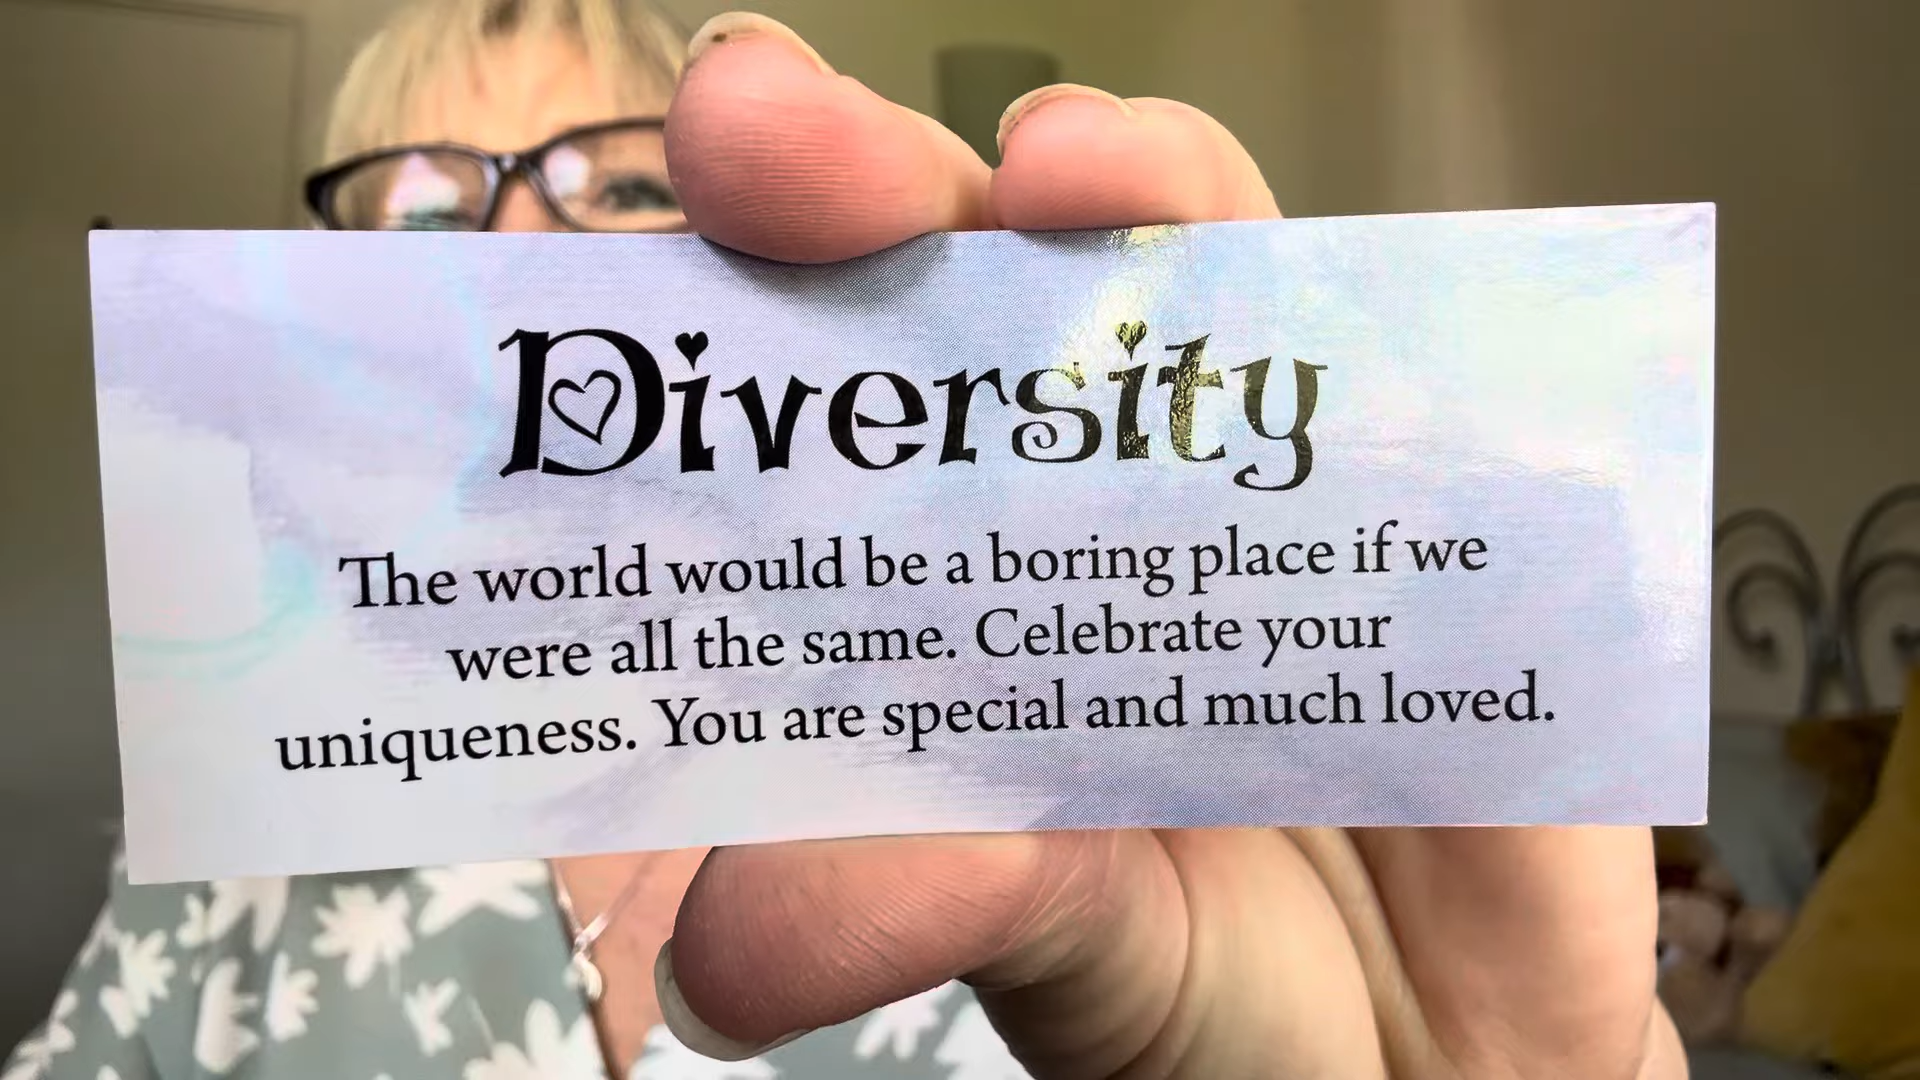 Diversity
The world would be a boring place if we
were all the same. Celebrate your
uniqueness. You are special and much loved.